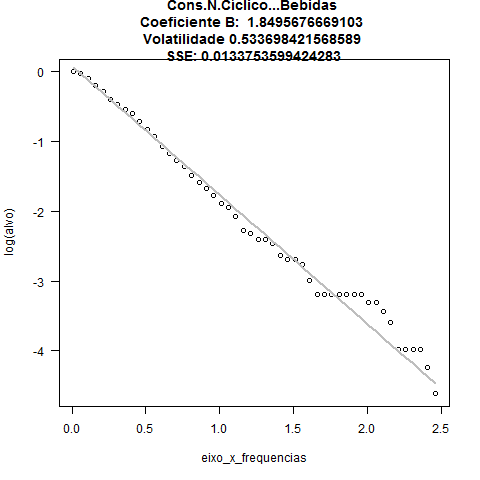 Cons.N.Ciclico...Bebidas
Coeficiente B:  1.8495676669103
Volatilidade 0.533698421568589
SSE: 0.0133753599424283
0
-1
-2
-3
-4
log(alvo)
0.0
0.5
1.0
1.5
2.0
2.5
eixo_x_frequencias